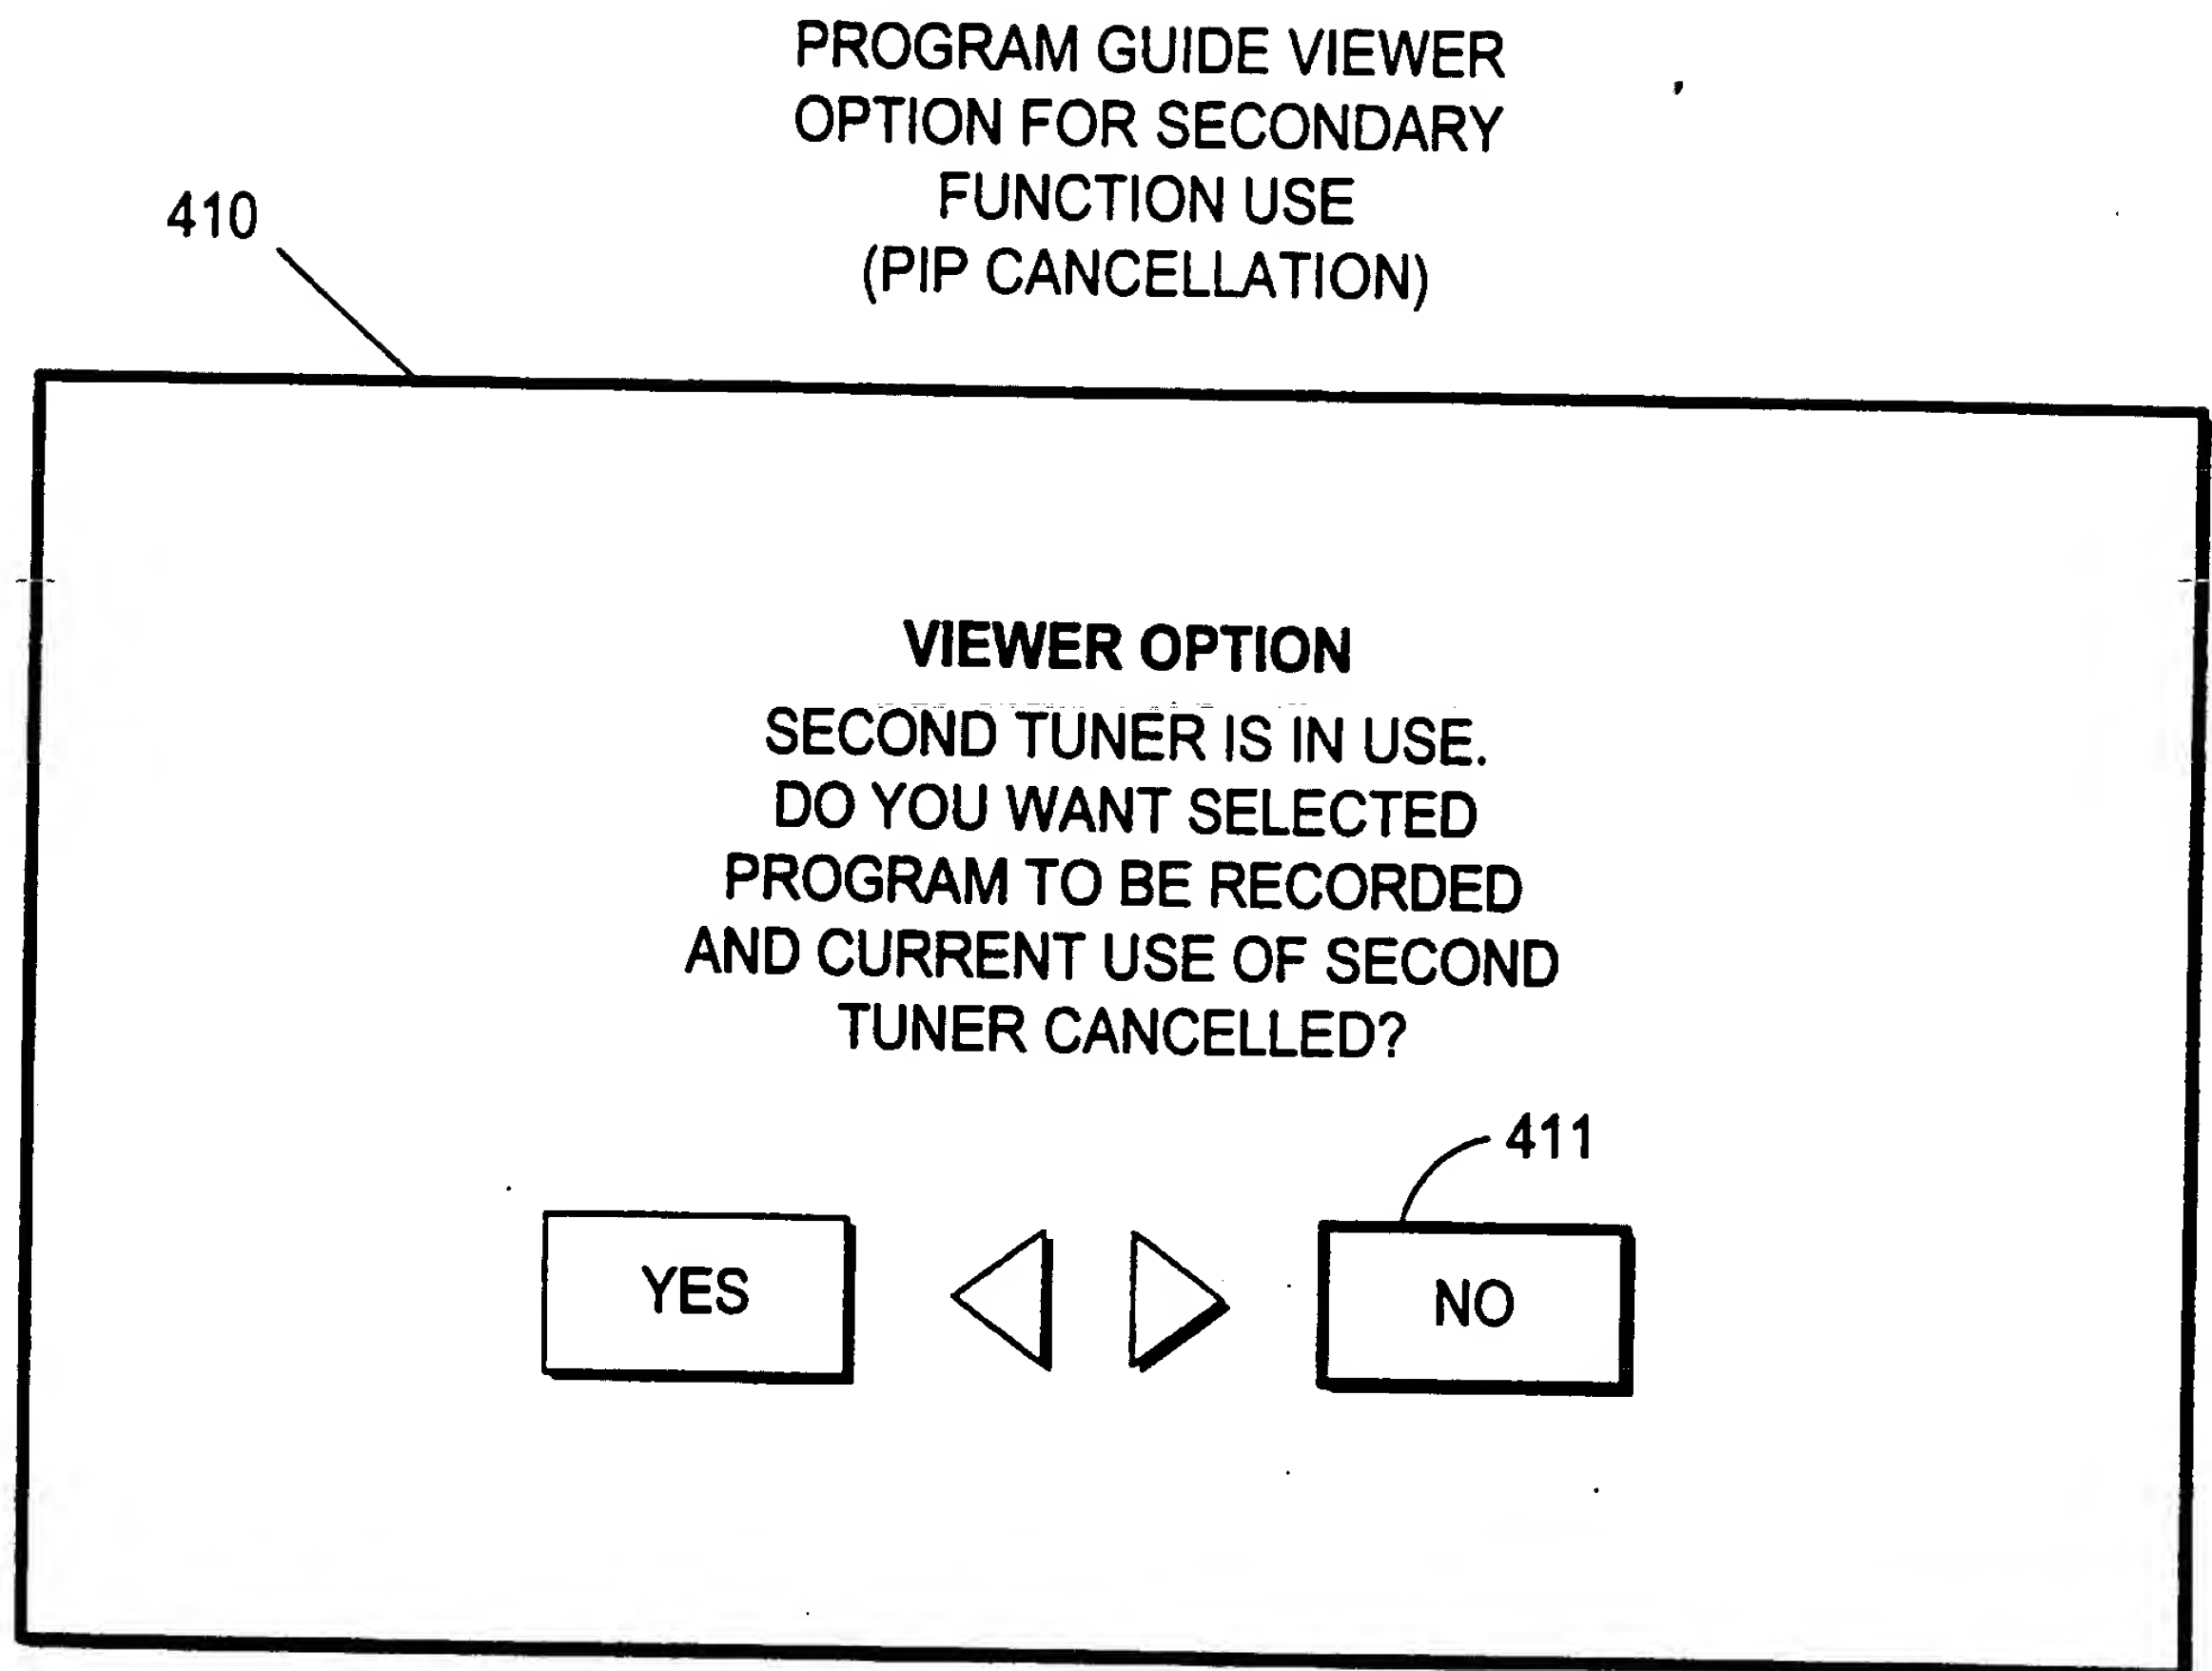 PROGRAM GUIDE VIEWER
OPTION FOR SECONDARY
FUNCTION USE
(PIP CANCELLATION)
410
VIEWER OPTION
SECOND TUNER IS IN USE.
DO YOU WANT SELECTED
PROGRAM TO BE RECORDED
AND CURRENT USE OF SECOND
TUNER CANCELLED?
411
YES
NO